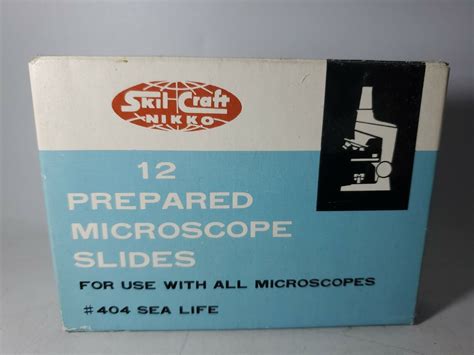 Skil Craft
NIKKO
12
PREPARED
MICROSCOPE
SLIDES
FOR USE WITH ALL MICROSCOPES
#404 SEA LIFE